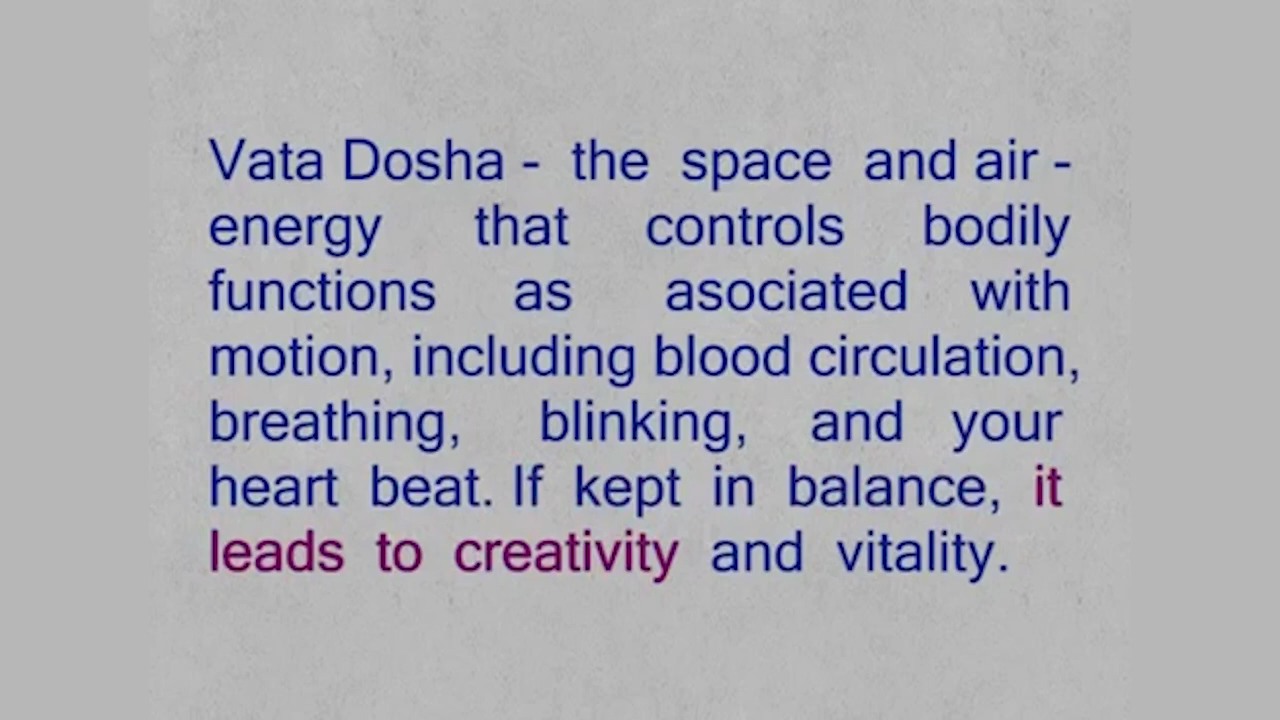 Vata Dosha - the space and air -
energy that controls bodily
functions as asociated with
motion, including blood circulation,
breathing, blinking, and your
heart beat. If kept in balance, it
leads to creativity and vitality.